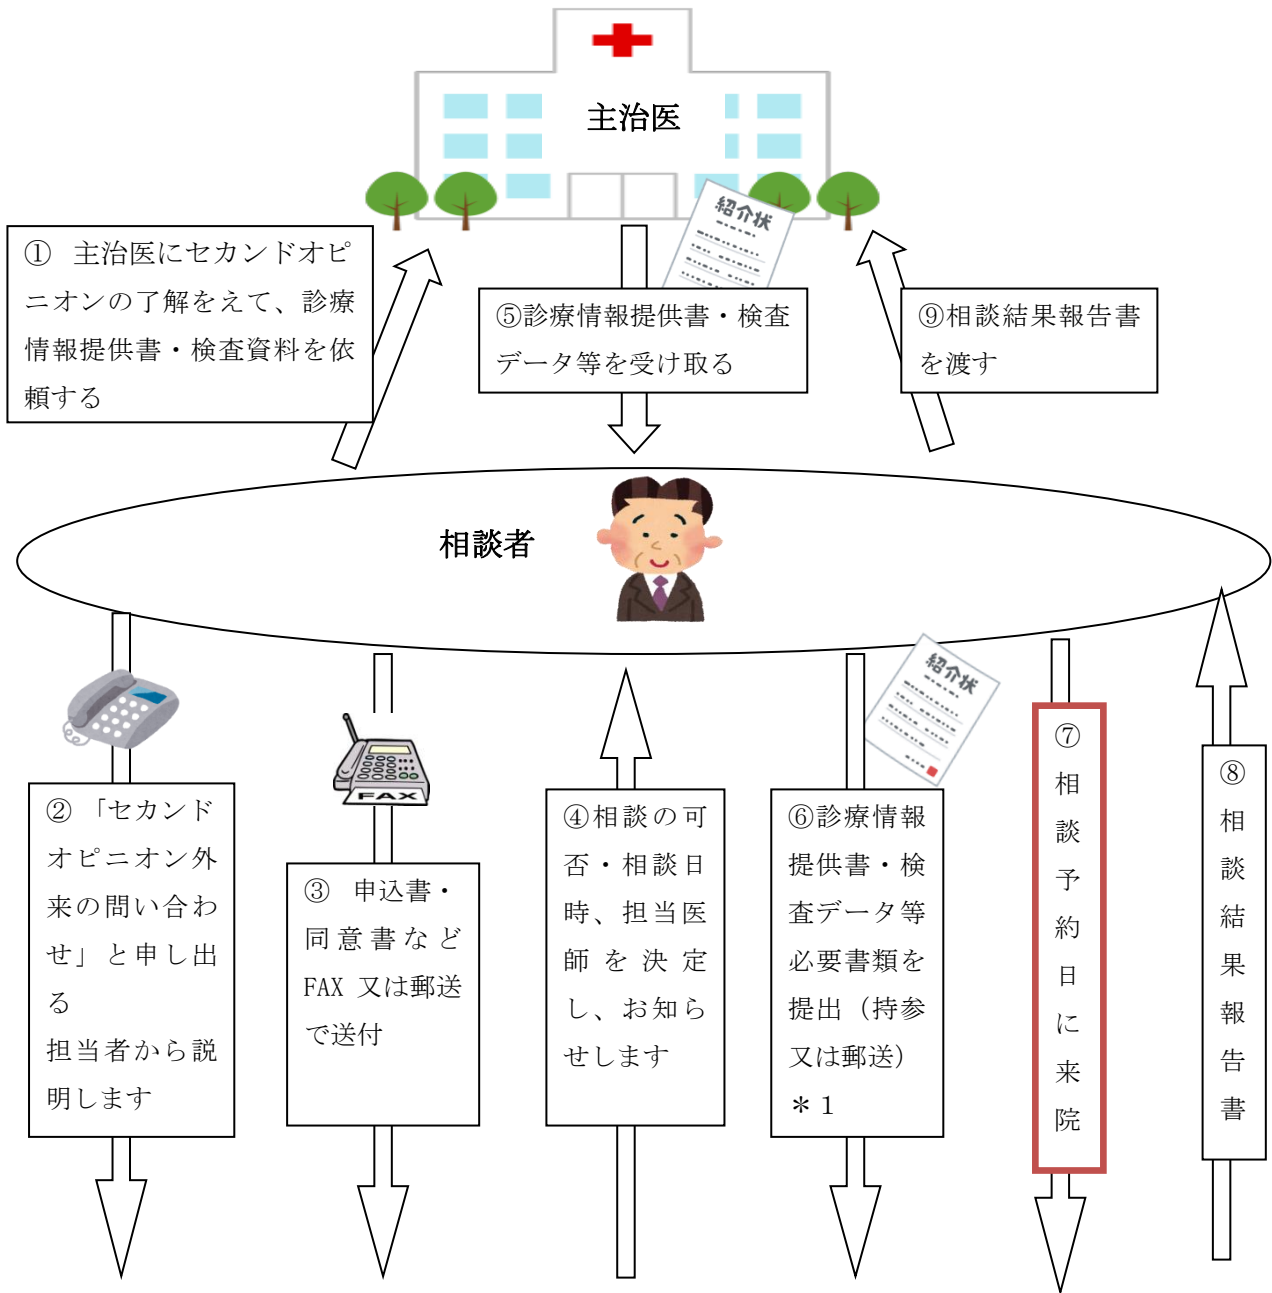 主治医
紹介状
① 主治医にセカンドオピ
ニオンの了解をえて、診療
情報提供書・検査資料を依
頼する
⑤診療情報提供書・検査
データ等を受け取る
⑨相談結果報告書
を渡す
相談者
紹介状
FAX
② 「セカンド
オピニオン外
来の問い合わ
せ」と申し出
る
担当者から説
明します
③ 申込書・
同意書など
FAX 又は郵送
で送付
④相談の可
否・相談日
時、担当医
師を決定
し、お知ら
せします
⑥診療情報
提供書・検
査データ等
必要書類を
提出（持参
又は郵送）
＊１
⑦相談予約日に来院
⑧相談結果報告書